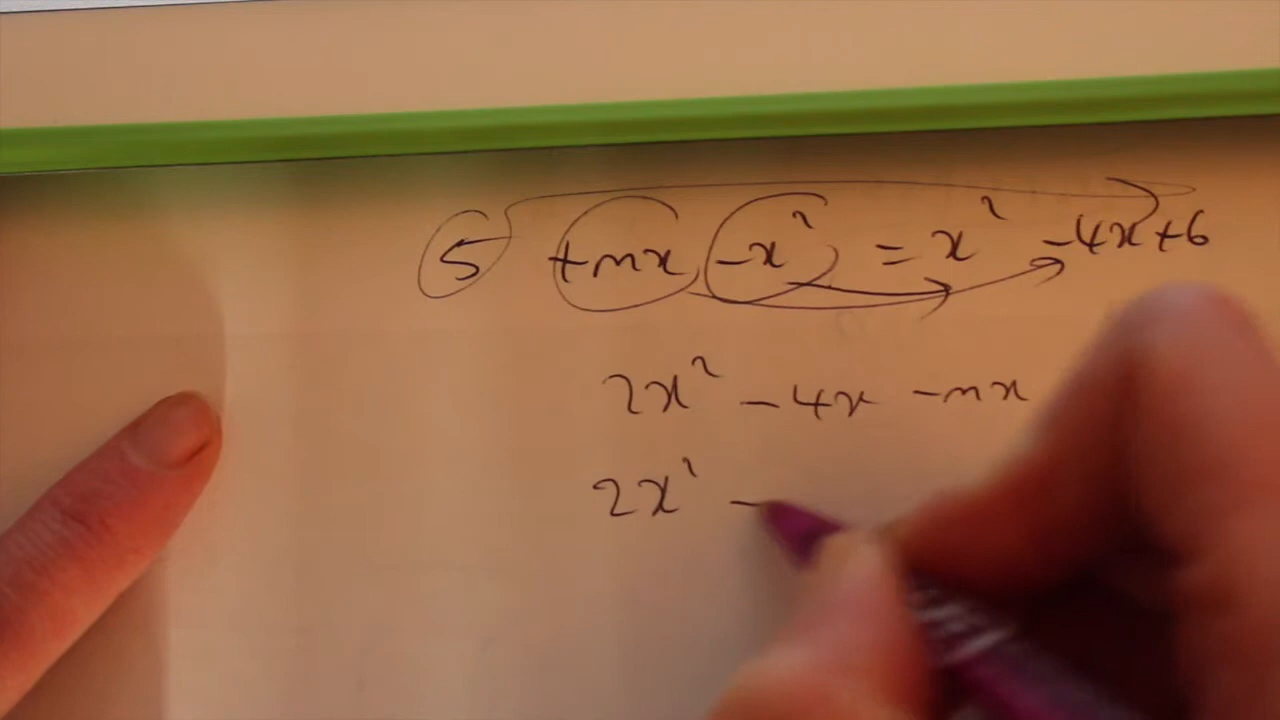 5 +mx -x² = x² -4x+6
2x² - 4x - mx
2x² -